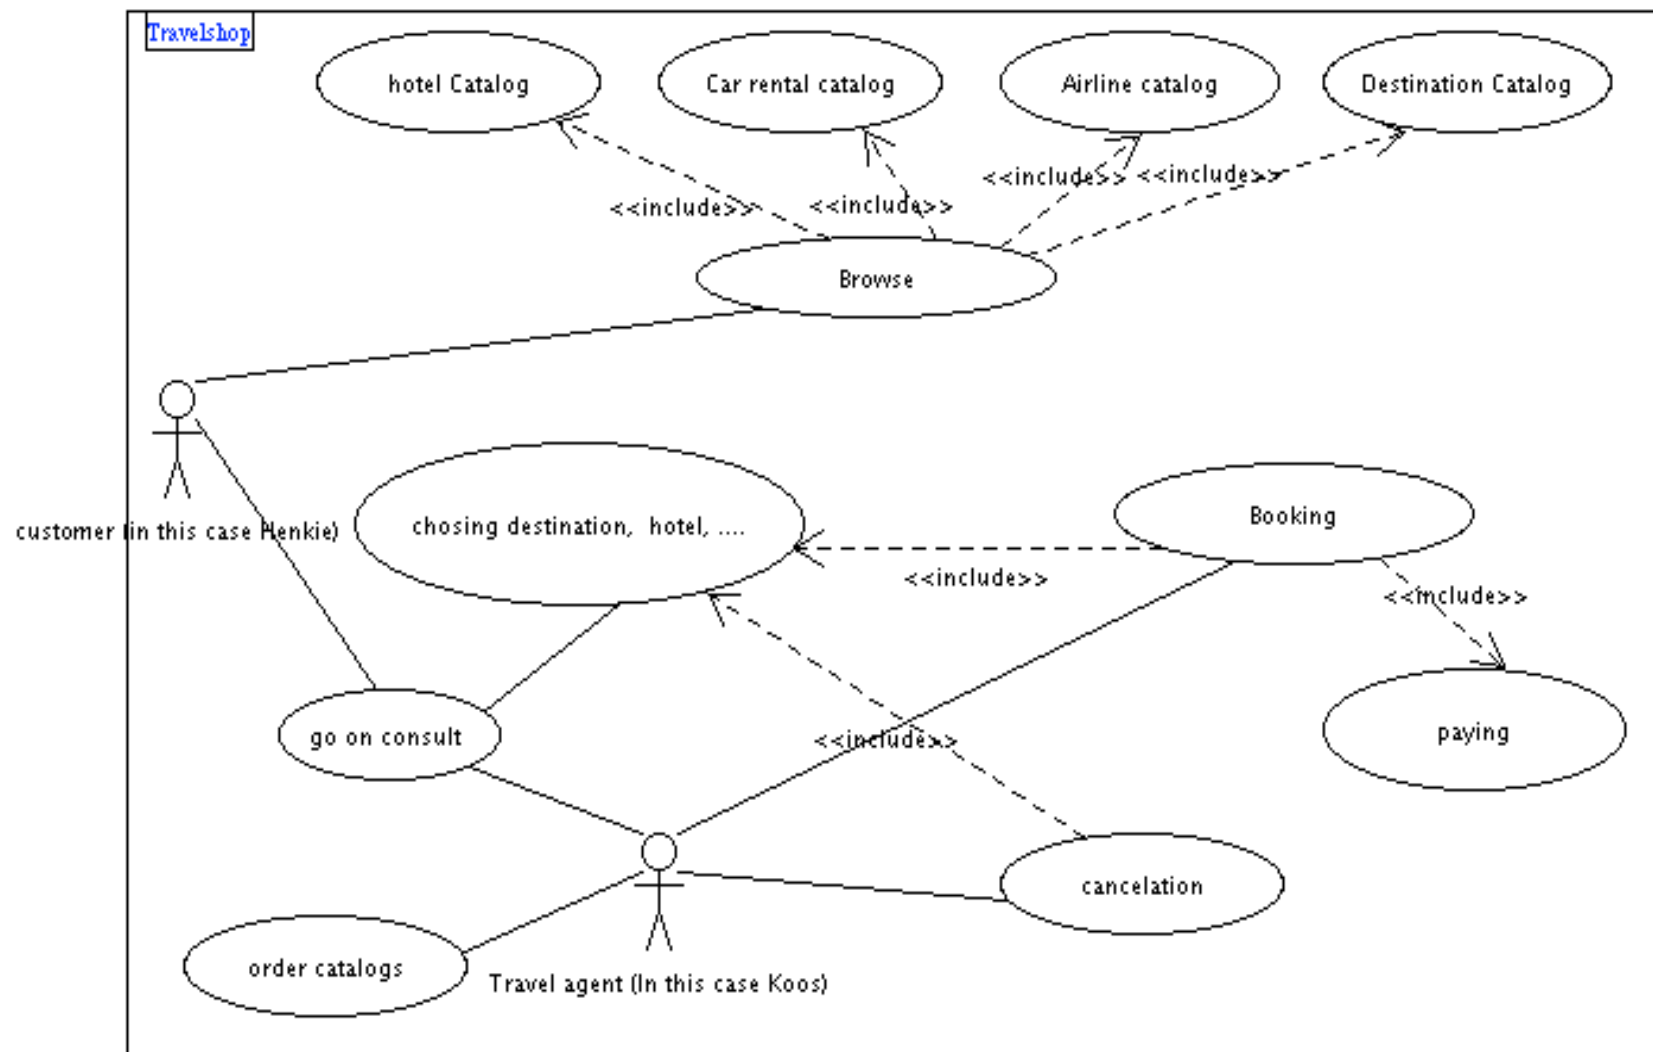 Travelshop
hotel Catalog
Car rental catalog
Airline catalog
Destination Catalog
<<include>>
<<include>>
<<include>>
<<include>>
Browse
customer (in this case Henkie)
chosing destination, hotel, ....
Booking
<<include>>
<<include>>
go on consult
<<include>>
paying
cancelation
order catalogs
Travel agent (In this case Koos)